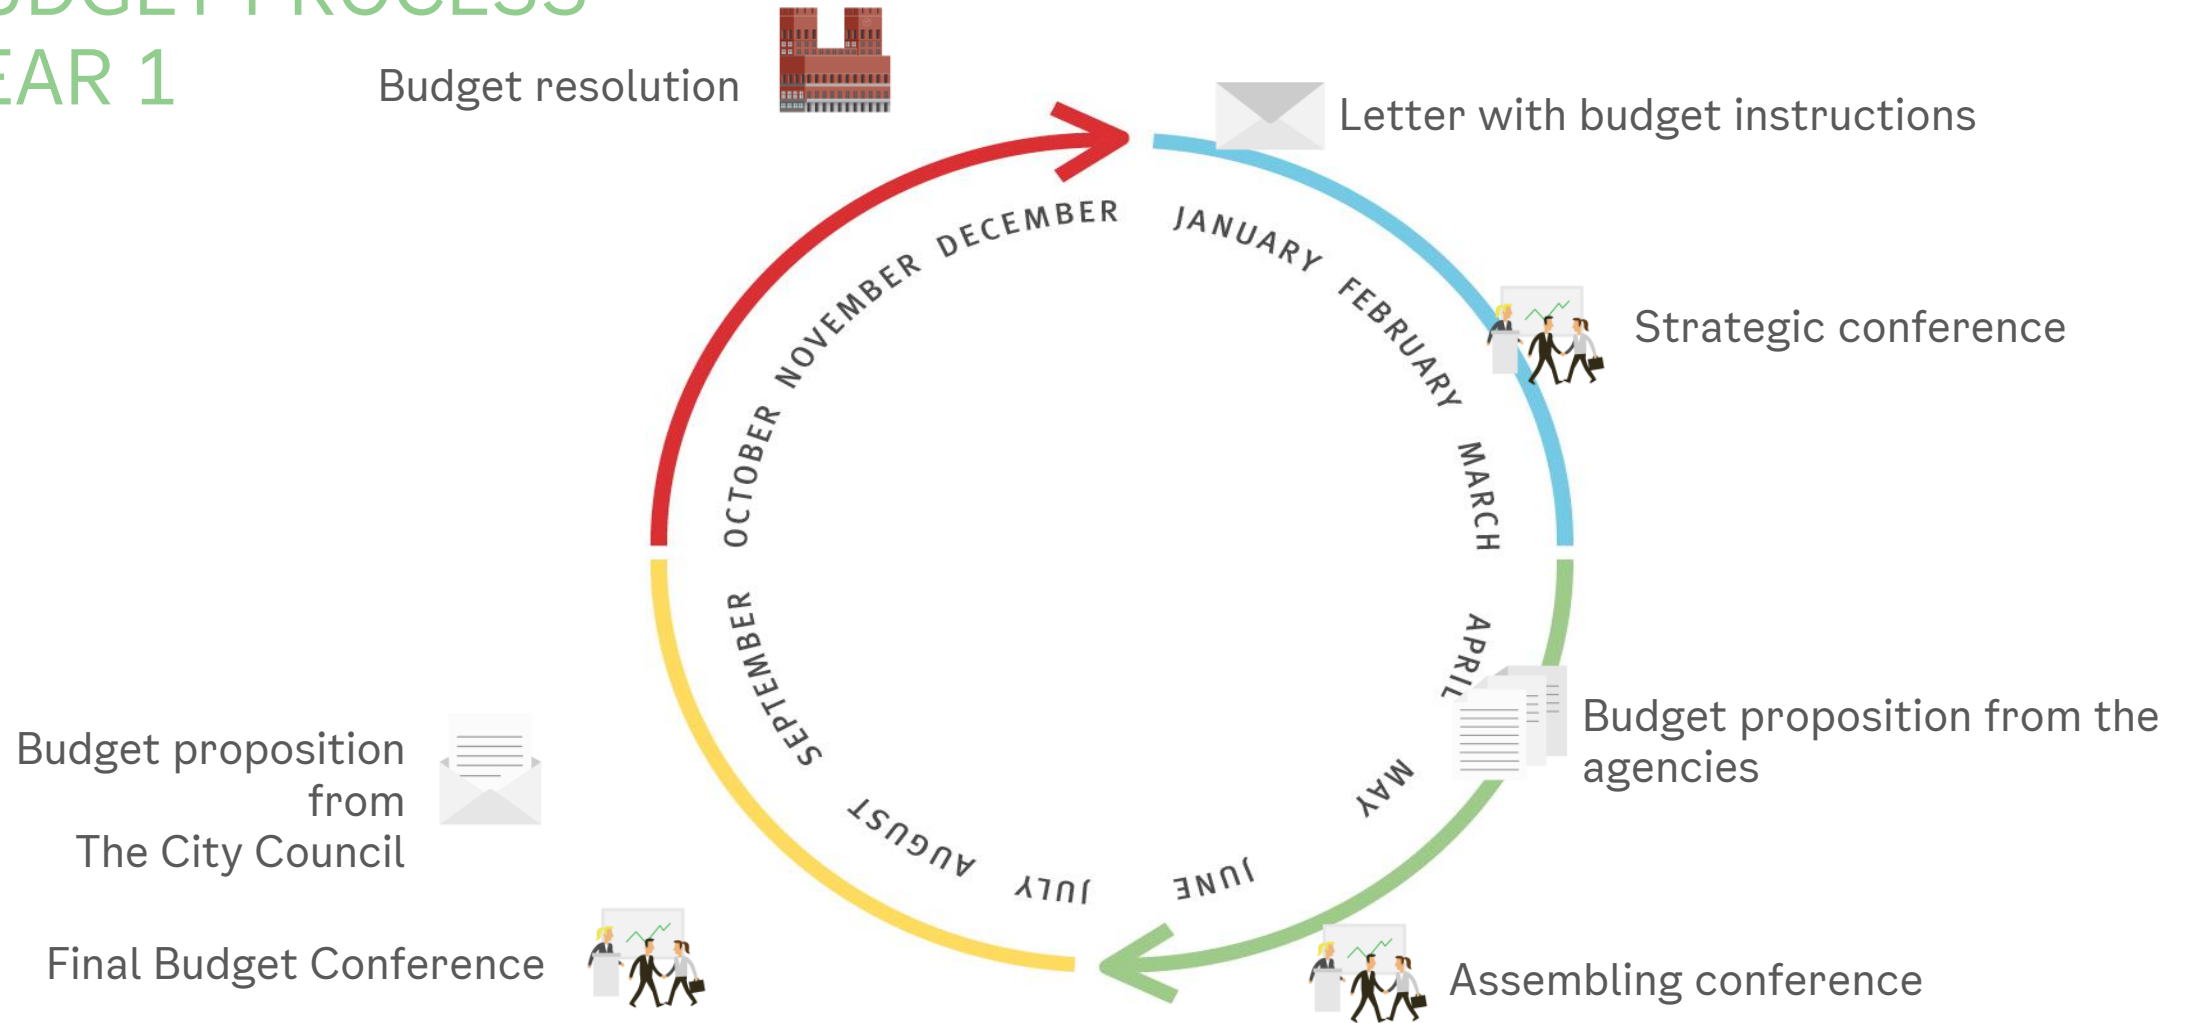 UDGET PROCESS
EAR 1
Budget resolution
Letter with budget instructions
Strategic conference
Budget proposition from the
agencies
Assembling conference
Final Budget Conference
Budget proposition
from
The City Council
JANUARY
FEBRUARY
MARCH
APRIL
MAY
JUNE
JULY
AUGUST
SEPTEMBER
OCTOBER
NOVEMBER
DECEMBER